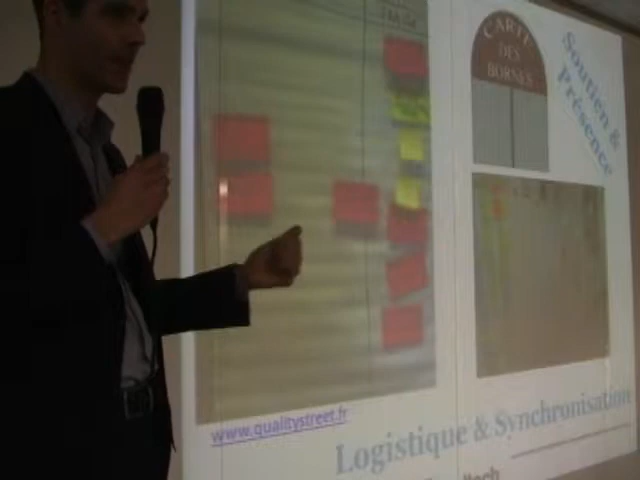 CARTE
DES
BORNES
Soutien &
Présence
www.qualitystreet.fr
Logistique & Synchronisation